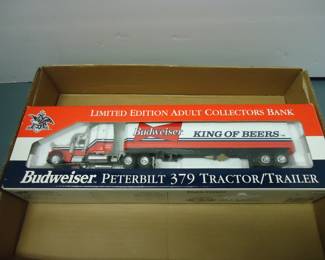 LIMITED EDITION ADULT COLLECTORS BANK
Budweiser KING OF BEERS
Budweiser PETERBILT 379 TRACTOR/TRAILER